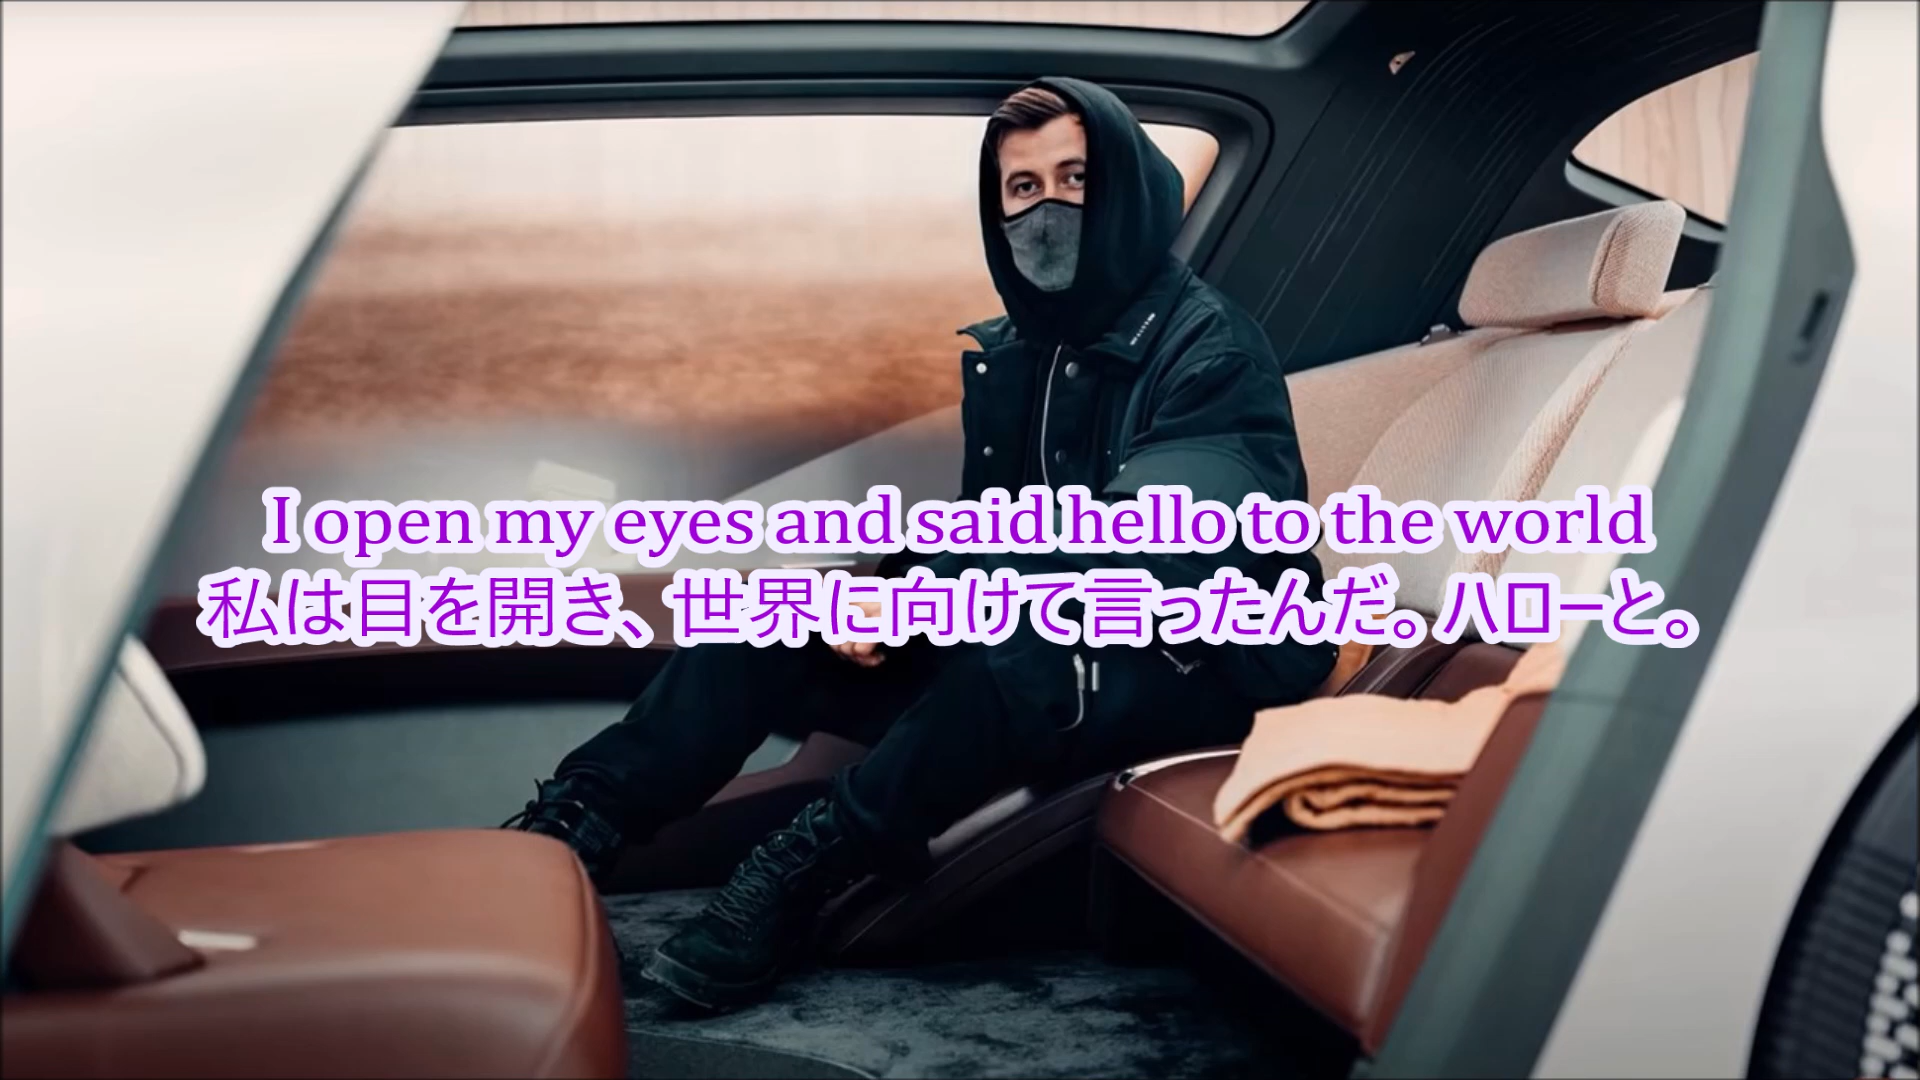 I open my eyes and said hello to the world
私は目を開き、世界に向けて言ったんだ。ハローと。